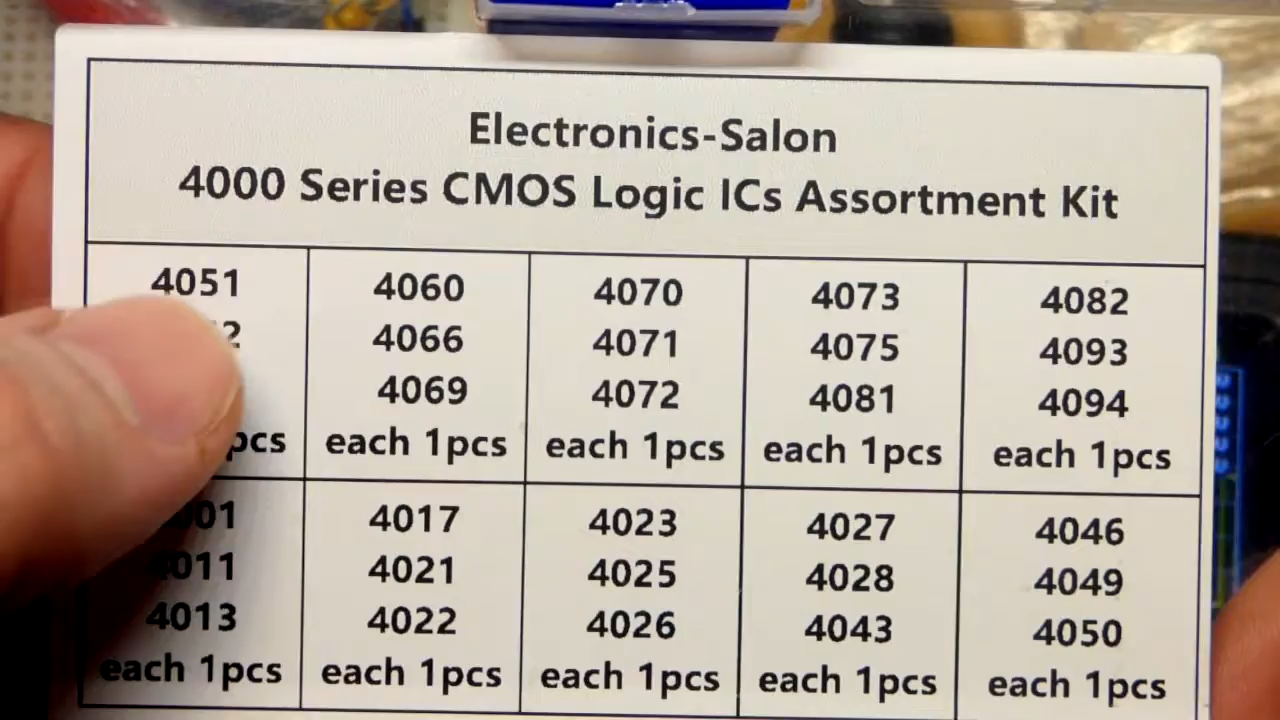 Electronics-Salon
4000 Series CMOS Logic ICs Assortment Kit
4051 4060 4070 4073 4082
4066 4071 4075 4093
4069 4072 4081 4094
pcs each 1pcs each 1pcs each 1pcs each 1pcs
4017 4023 4027 4046
4011 4021 4025 4028 4049
4013 4022 4026 4043 4050
each 1pcs each 1pcs each 1pcs each 1pcs each 1pcs